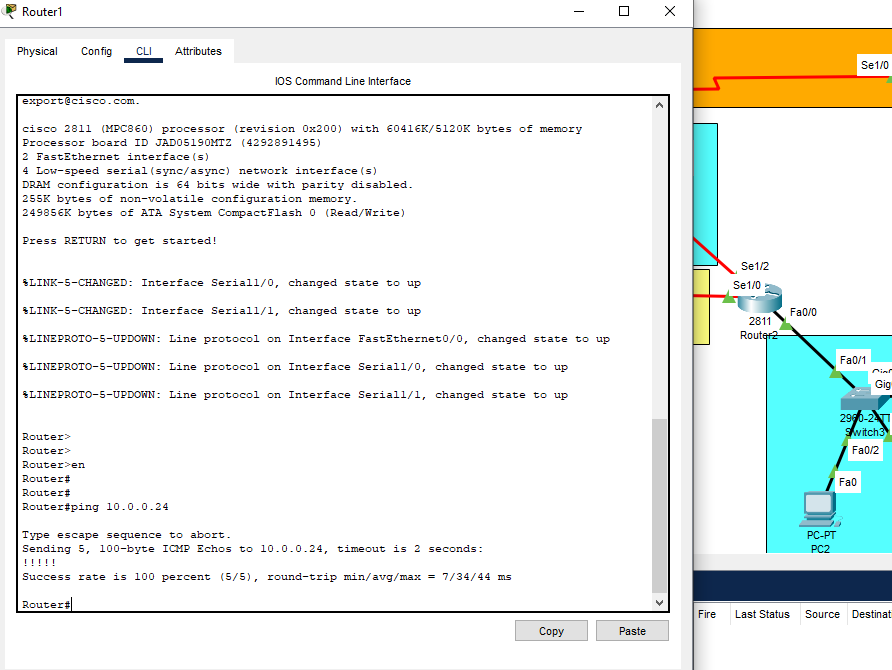 Router1
Physical Config CLI Attributes
IOS Command Line Interface
export@cisco.com.
cisco 2811 (MPC860) processor (revision 0x200) with 60416K/5120K bytes of memory
Processor board ID JAD05190MTZ (4292891495)
2 FastEthernet interface(s)
4 Low-speed serial(sync/async) network interface(s)
DRAM configuration is 64 bits wide with parity disabled.
255K bytes of non-volatile configuration memory.
249856K bytes of ATA System CompactFlash 0 (Read/Write)
Press RETURN to get started!
%LINK-5-CHANGED: Interface Serial1/0, changed state to up
%LINK-5-CHANGED: Interface Serial1/1, changed state to up
%LINEPROTO-5-UPDOWN: Line protocol on Interface FastEthernet0/0, changed state to up
%LINEPROTO-5-UPDOWN: Line protocol on Interface Serial1/0, changed state to up
%LINEPROTO-5-UPDOWN: Line protocol on Interface Serial1/1, changed state to up
Router>
Router>
Router>en
Router#
Router#
Router#ping 10.0.0.24
Type escape sequence to abort.
Sending 5, 100-byte ICMP Echos to 10.0.0.24, timeout is 2 seconds:
!!!!!
Success rate is 100 percent (5/5), round-trip min/avg/max = 7/34/44 ms
Router#
Copy Paste
Se1/0
Se1/2
Se1/0
2811
Router2
Fa0/0
Fa0/1
Gig
2960-24TT
Switch3
Fa0/2
Fa0
PC-PT
PC2
Fire Last Status Source Destinat